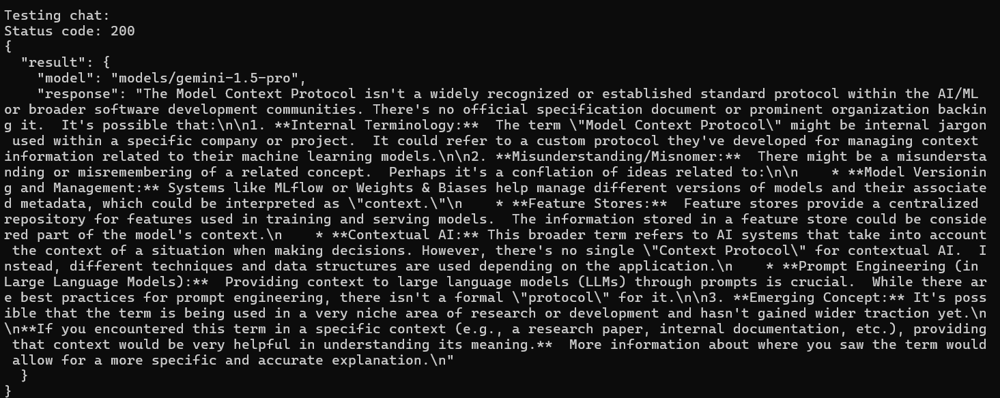 Testing chat:
Status code: 200
{
  "result": {
    "model": "models/gemini-1.5-pro",
    "response": "The Model Context Protocol isn't a widely recognized or established standard protocol within the AI/ML
or broader software development communities. There's no official specification document or prominent organization backin
g it.  It's possible that:\n\n1. **Internal Terminology:**  The term \"Model Context Protocol\" might be internal jargon
 used within a specific company or project.  It could refer to a custom protocol they've developed for managing context
information related to their machine learning models.\n\n2. **Misunderstanding/Misnomer:**  There might be a misundersta
nding or misremembering of a related concept.  Perhaps it's a conflation of ideas related to:\n\n    * **Model Versionin
g and Management:** Systems like MLflow or Weights & Biases help manage different versions of models and their associate
d metadata, which could be interpreted as \"context.\"\n    * **Feature Stores:**  Feature stores provide a centralized
repository for features used in training and serving models.  The information stored in a feature store could be conside
red part of the model's context.\n    * **Contextual AI:** This broader term refers to AI systems that take into account
 the context of a situation when making decisions. However, there's no single \"Context Protocol\" for contextual AI.  I
nstead, different techniques and data structures are used depending on the application.\n    * **Prompt Engineering (in
Large Language Models):**  Providing context to large language models (LLMs) through prompts is crucial.  While there ar
e best practices for prompt engineering, there isn't a formal \"protocol\" for it.\n\n3. **Emerging Concept:** It's poss
ible that the term is being used in a very niche area of research or development and hasn't gained wider traction yet.\n
\n**If you encountered this term in a specific context (e.g., a research paper, internal documentation, etc.), providing
 that context would be very helpful in understanding its meaning.**  More information about where you saw the term would
 allow for a more specific and accurate explanation.\n"
  }
}